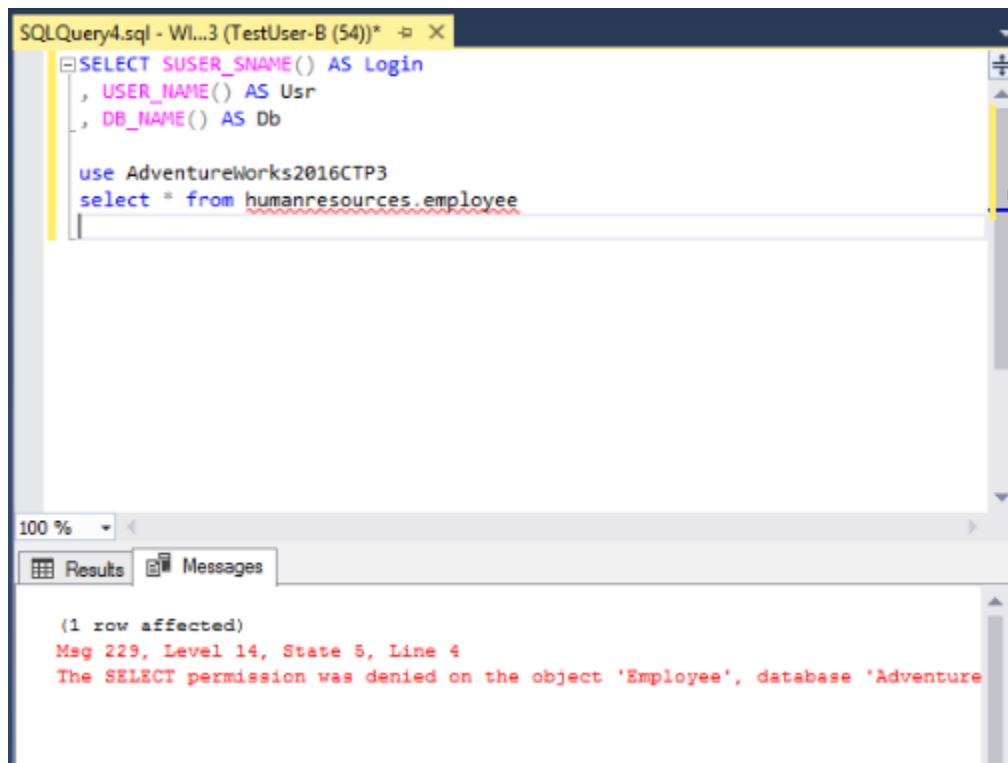 SQLQuery4.sql - WI...3 (TestUser-B (54))*
SELECT SUSER_SNAME() AS Login
, USER_NAME() AS Usr
, DB_NAME() AS Db
use AdventureWorks2016CTP3
select * from humanresources.employee
100 %
Results Messages
(1 row affected)
Msg 229, Level 14, State 5, Line 4
The SELECT permission was denied on the object 'Employee', database 'Adventure